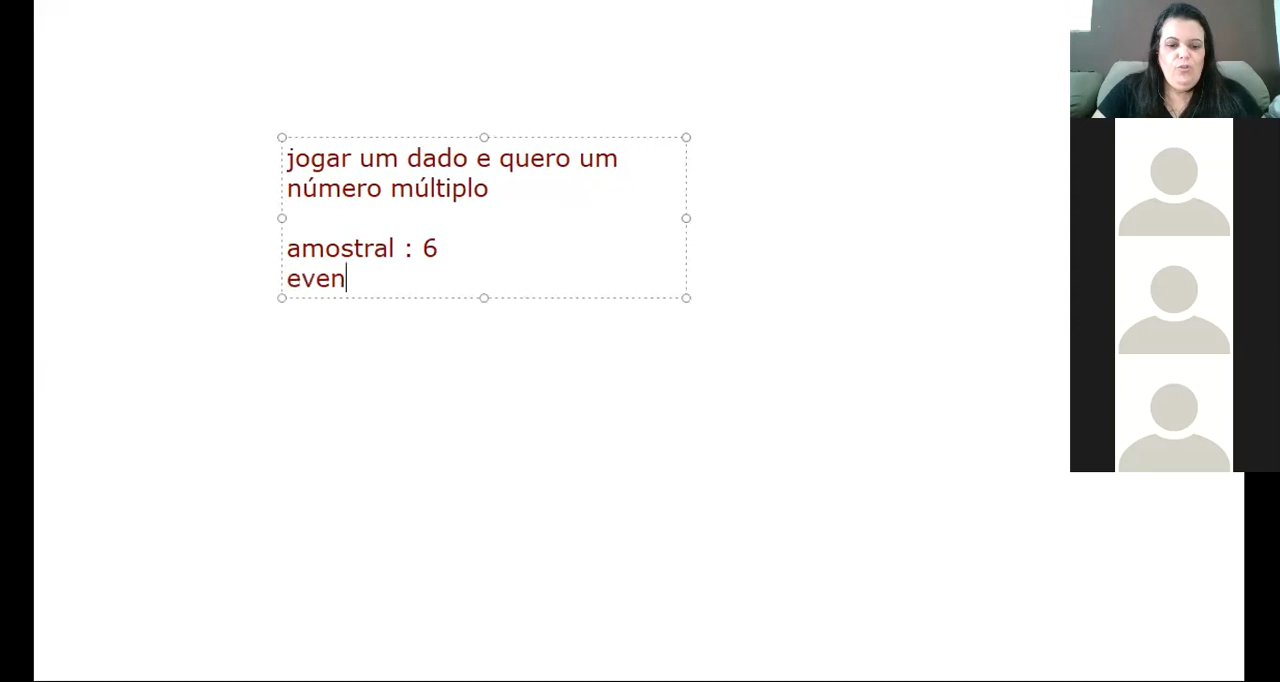 jogar um dado e quero um
número múltiplo
amostral : 6
even